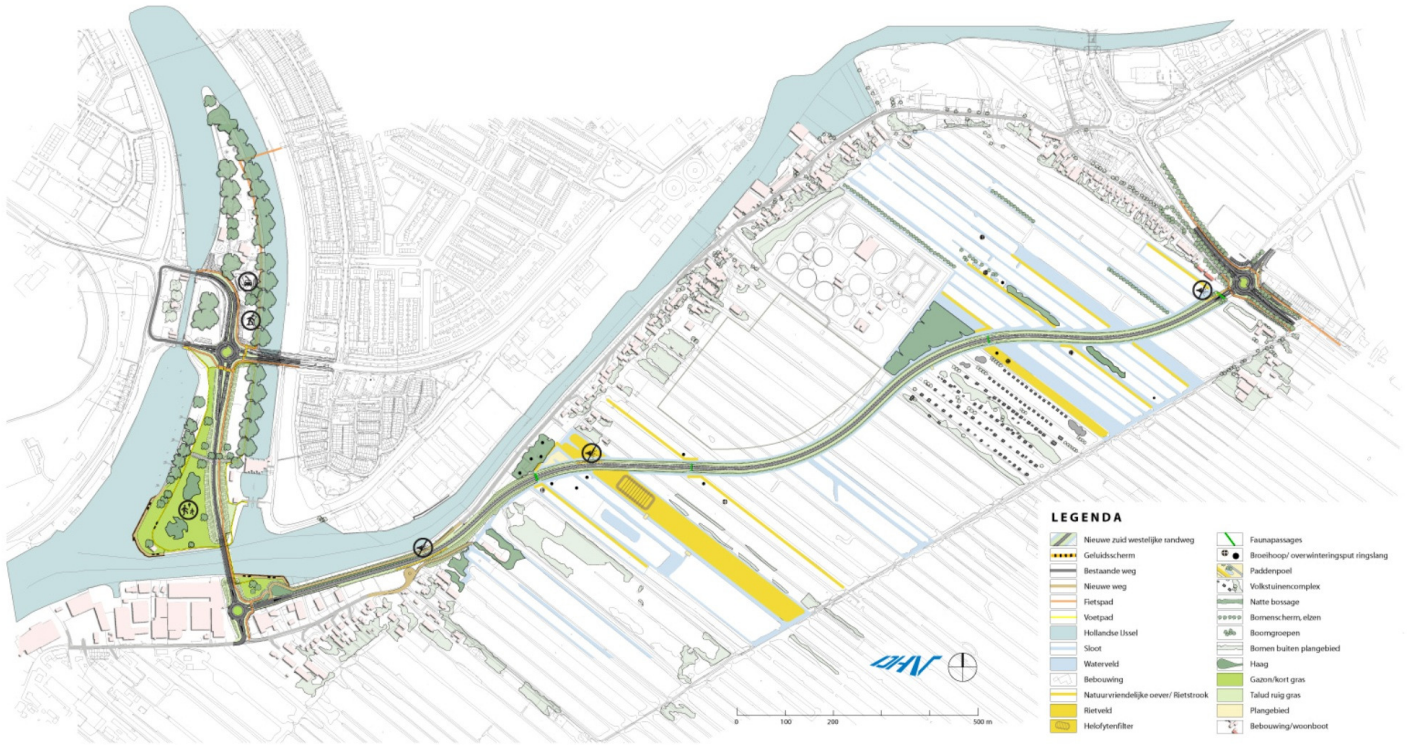 LEGENDA
Nieuwe zuid westelijke randweg
Geluidsscherm
Bestaande weg
Nieuwe weg
Fietspad
Voetpad
Hollandse IJssel
Sloot
Waterveld
Bebouwing
Natuurvriendelijke oever/ Rietstrook
Rietveld
Helofytenfilter
Faunapassages
Broeihoop/ overwinteringsput ringslang
Paddenpoel
Volkstuinencomplex
Natte bossage
Bomenscherm, elzen
Boomgroepen
Bomen buiten plangebied
Haag
Gazon/kort gras
Talud ruig gras
Plangebied
Bebouwing/woonboot
DHV
0 100 200 500 m